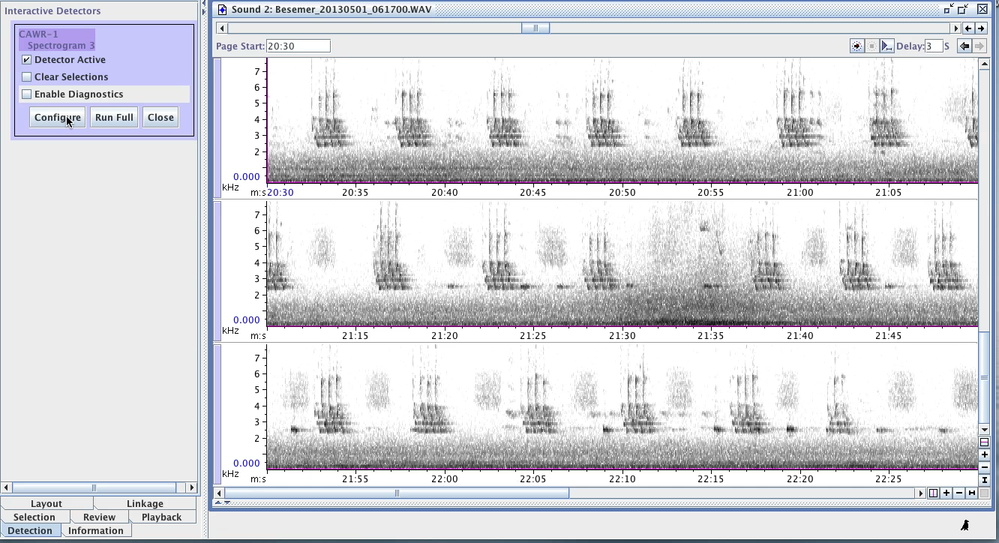 Interactive Detectors
CAWR-1
Spectrogram 3
Detector Active
Clear Selections
Enable Diagnostics
Configure Run Full Close
Layout Linkage
Selection Review Playback
Detection Information
Sound 2: Besemer_20130501_061700.WAV
Page Start: 20:30 Delay: 3 S
7
6
5
4
3
2
0.000
kHz
m:s 20:30 20:35 20:40 20:45 20:50 20:55 21:00 21:05
7
6
5
4
3
2
0.000
kHz
m:s 21:15 21:20 21:25 21:30 21:35 21:40 21:45
7
6
5
4
3
2
0.000
kHz
m:s 21:55 22:00 22:05 22:10 22:15 22:20 22:25